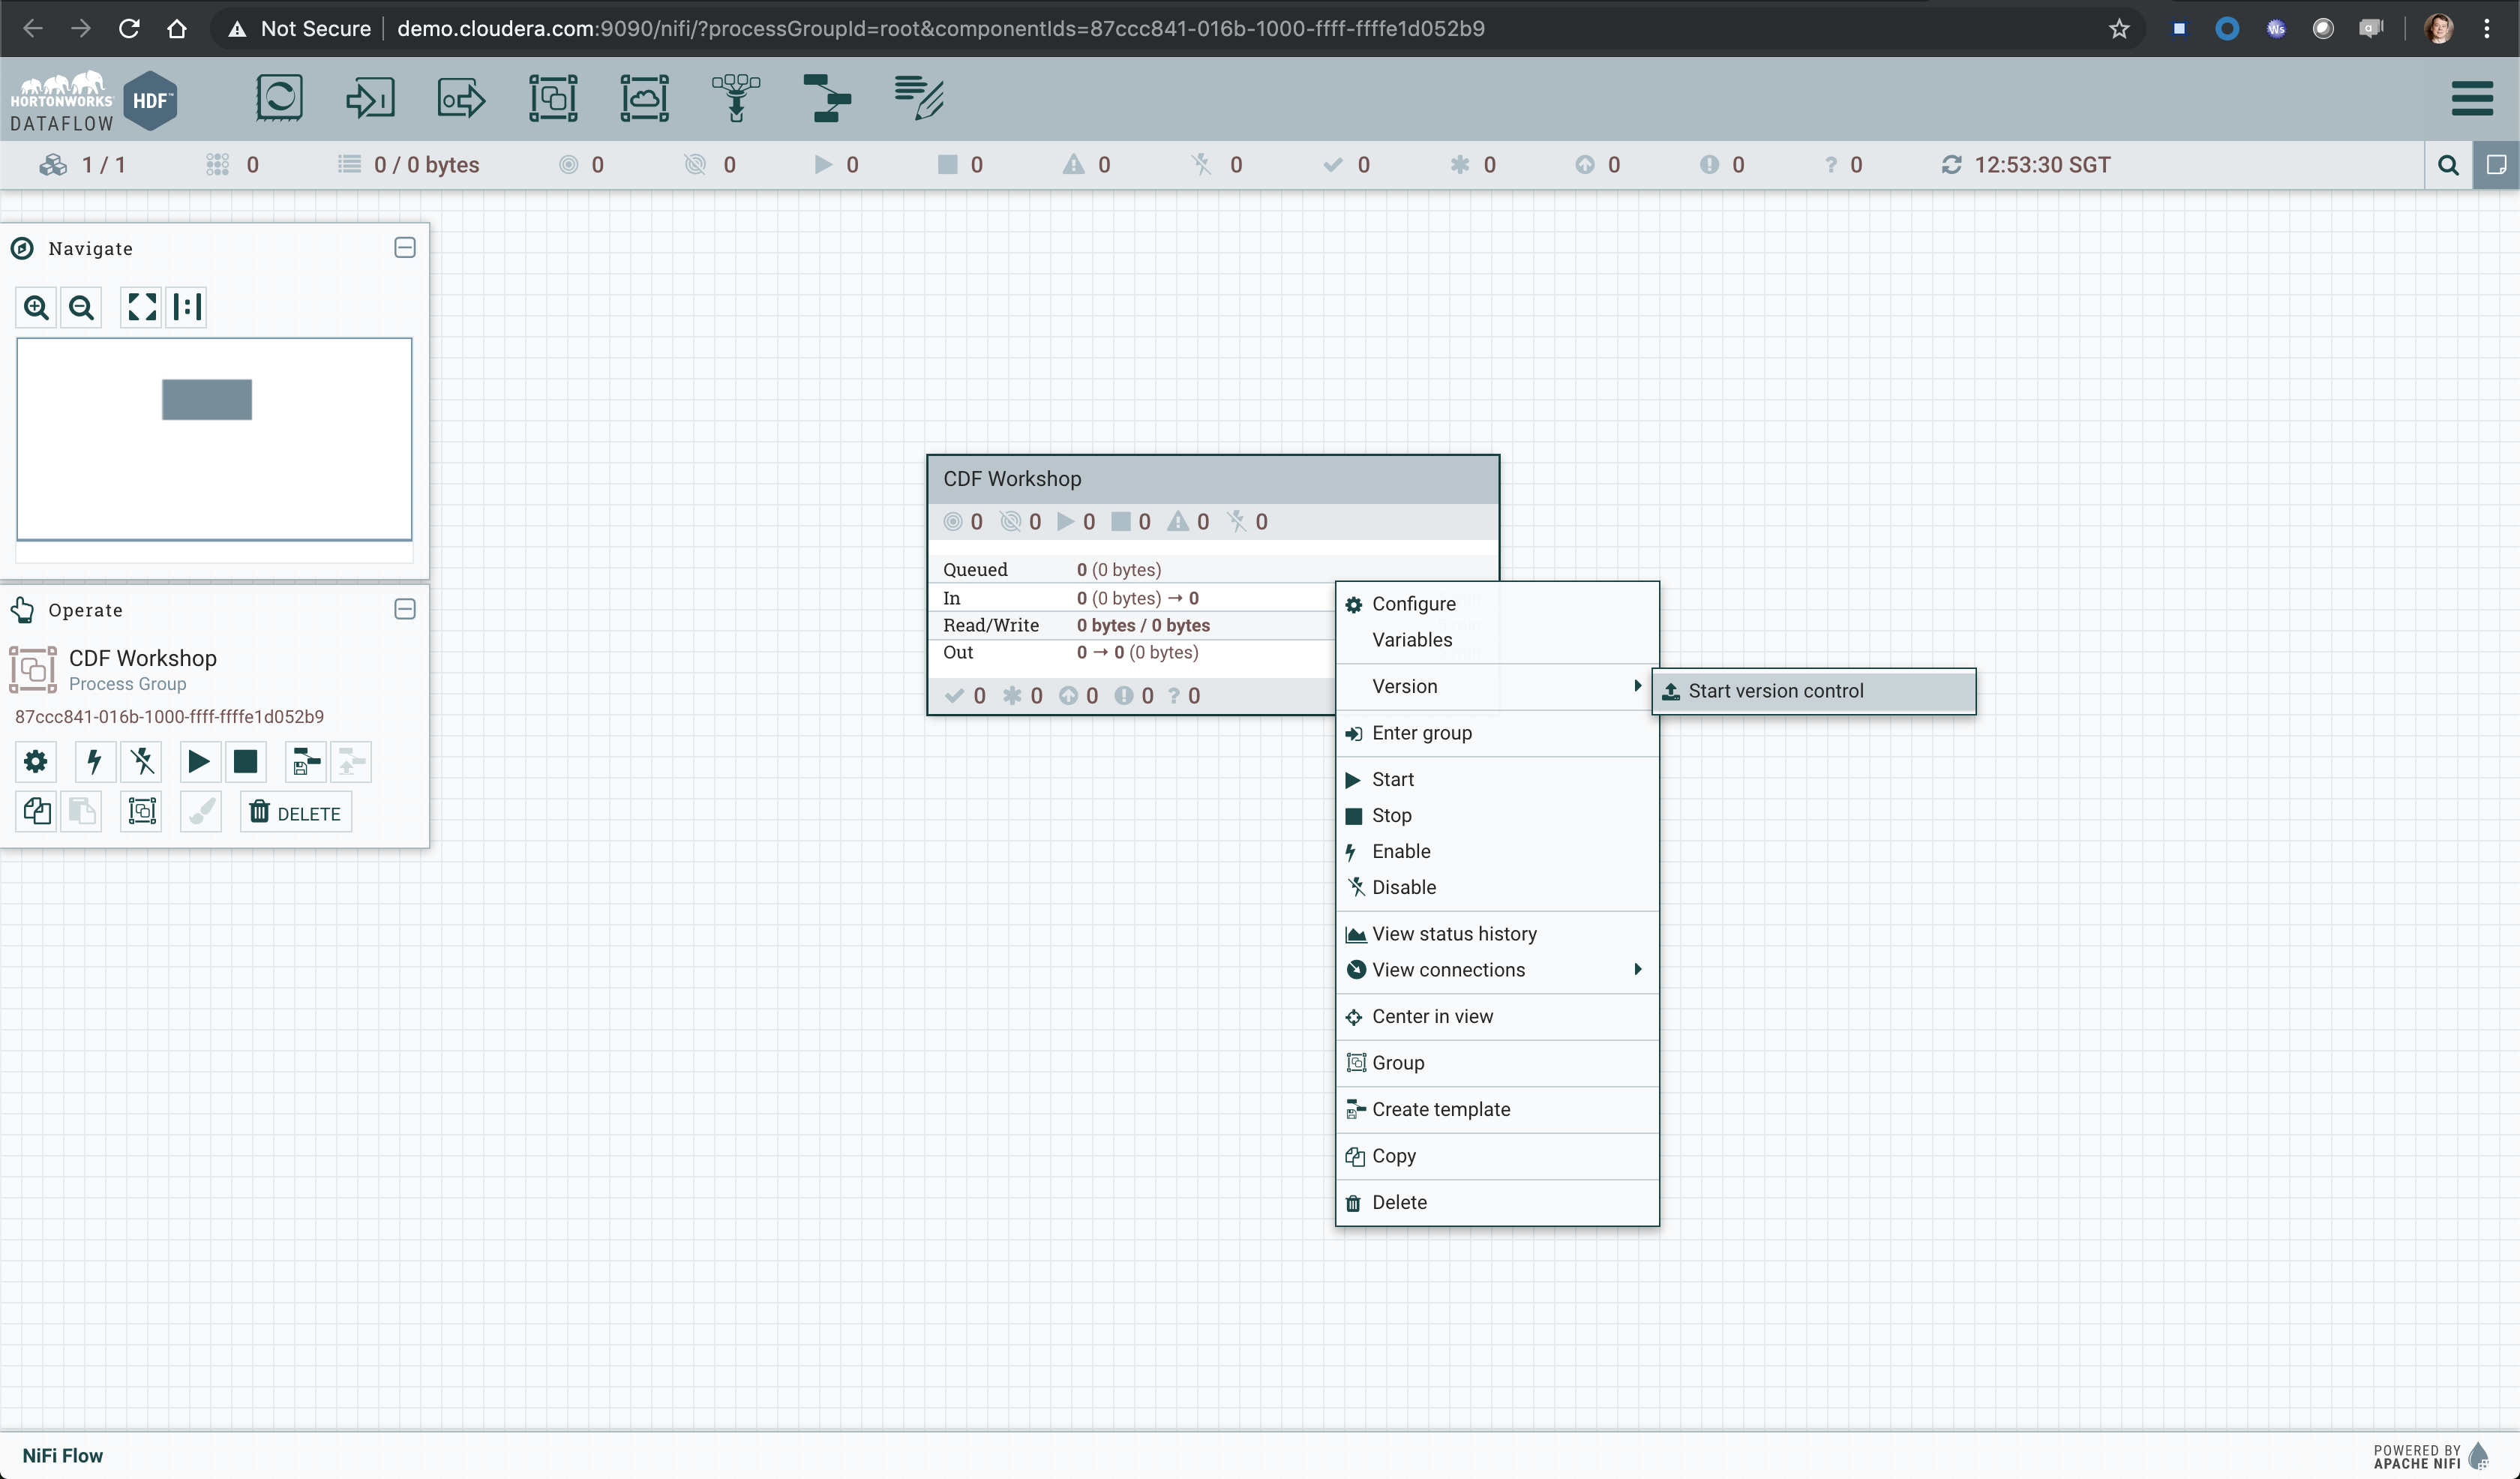 Not Secure demo.cloudera.com:9090/nifi/?processGroupId=root&componentIds=87ccc841-016b-1000-ffff-ffffe1d052b9
Ws
HORTONWORKS
DATAFLOW
HDF™
1 / 1 0 0 / 0 bytes 0 0 0 0 0 0 0 0 0 0 ? 0 12:53:30 SGT
Navigate
Operate
CDF Workshop
Process Group
87ccc841-016b-1000-ffff-ffffe1d052b9
DELETE
CDF Workshop
0 0 0 0 0 0
Queued 0 (0 bytes)
In 0 (0 bytes) → 0
Read/Write 0 bytes / 0 bytes
Out 0 → 0 (0 bytes)
0 0 0 0 ? 0
Configure
Variables
Version
Start version control
Enter group
Start
Stop
Enable
Disable
View status history
View connections
Center in view
Group
Create template
Copy
Delete
NiFi Flow
POWERED BY
APACHE NIFI